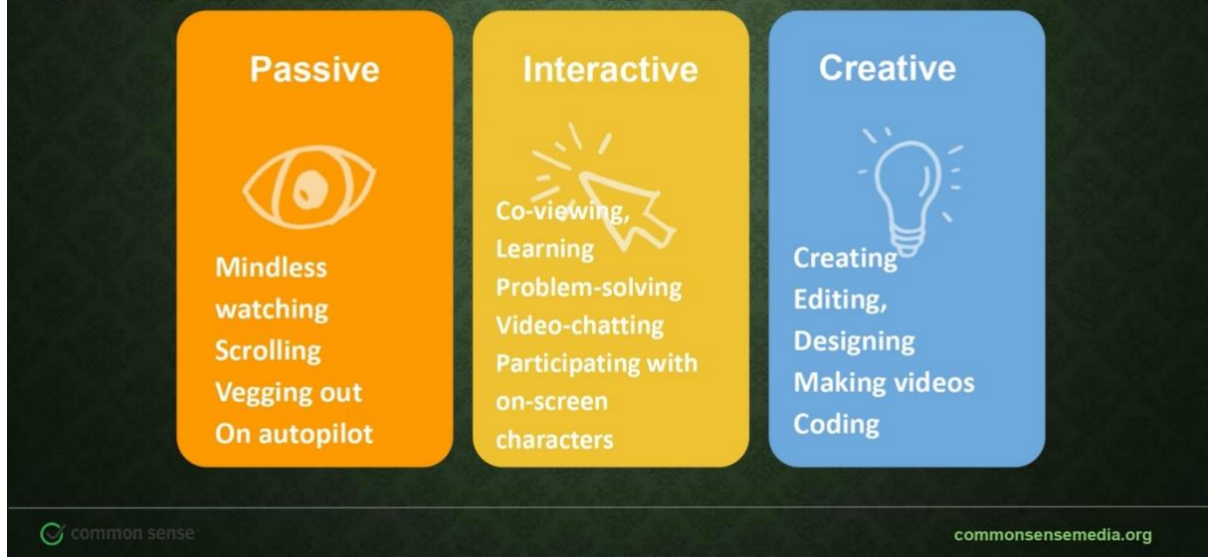 Passive
Mindless
watching
Scrolling
Vegging out
On autopilot
Interactive
Co-viewing,
Learning
Problem-solving
Video-chatting
Participating with
on-screen
characters
Creative
Creating
Editing,
Designing
Making videos
Coding
common sense
commonsensemedia.org